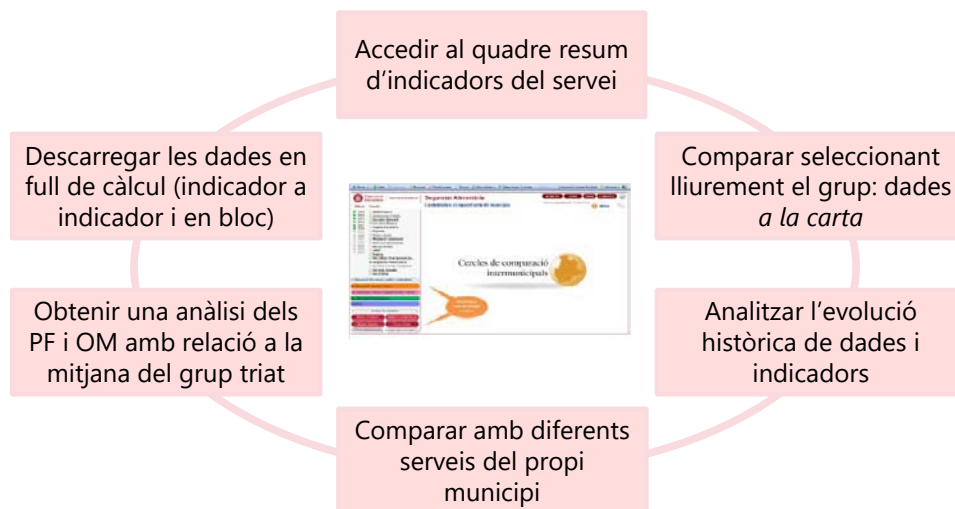 Accedir al quadre resum
d'indicadors del servei
Comparar seleccionant
lliurement el grup: dades
a la carta
Analitzar l'evolució
històrica de dades i
indicadors
Comparar amb diferents
serveis del propi
municipi
Obtenir una anàlisi dels
PF i OM amb relació a la
mitjana del grup triat
Descarregar les dades en
full de càlcul (indicador a
indicador i en bloc)
Seguretat Alimentària
Cercles de comparació
intermunicipals